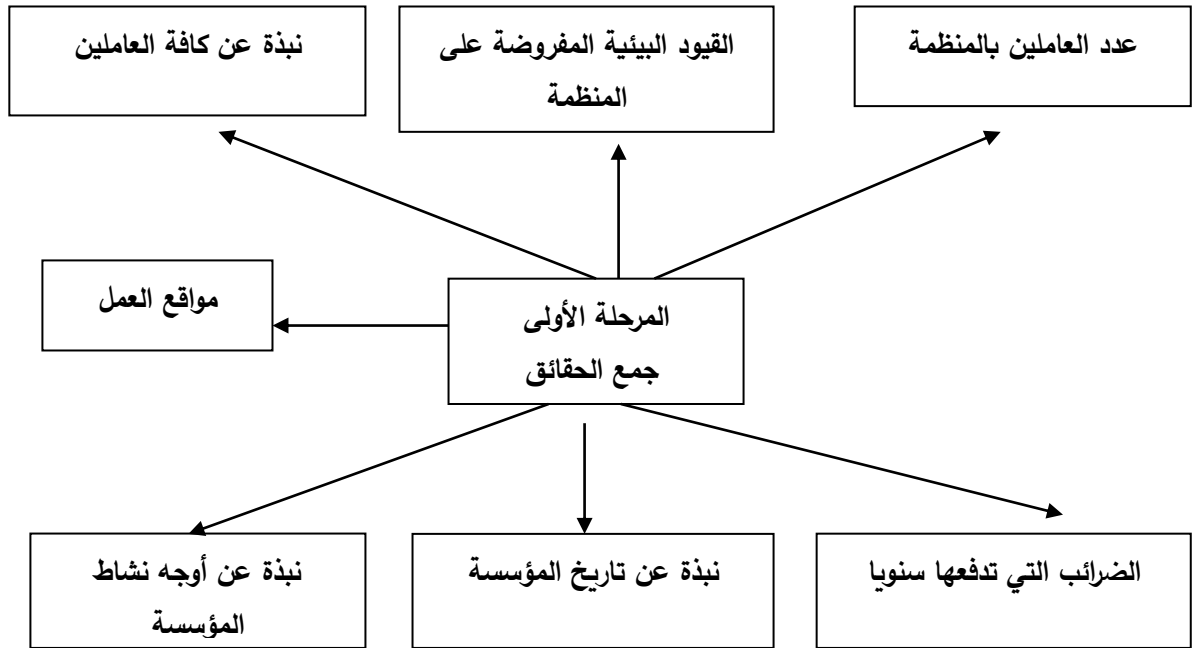 عدد العاملين بالمنظمة
القيود البيئية المفروضة على
المنظمة
نبذة عن كافة العاملين
المرحلة الأولى
جمع الحقائق
مواقع العمل
الضرائب التي تدفعها سنويا
نبذة عن تاريخ المؤسسة
نبذة عن أوجه نشاط
المؤسسة